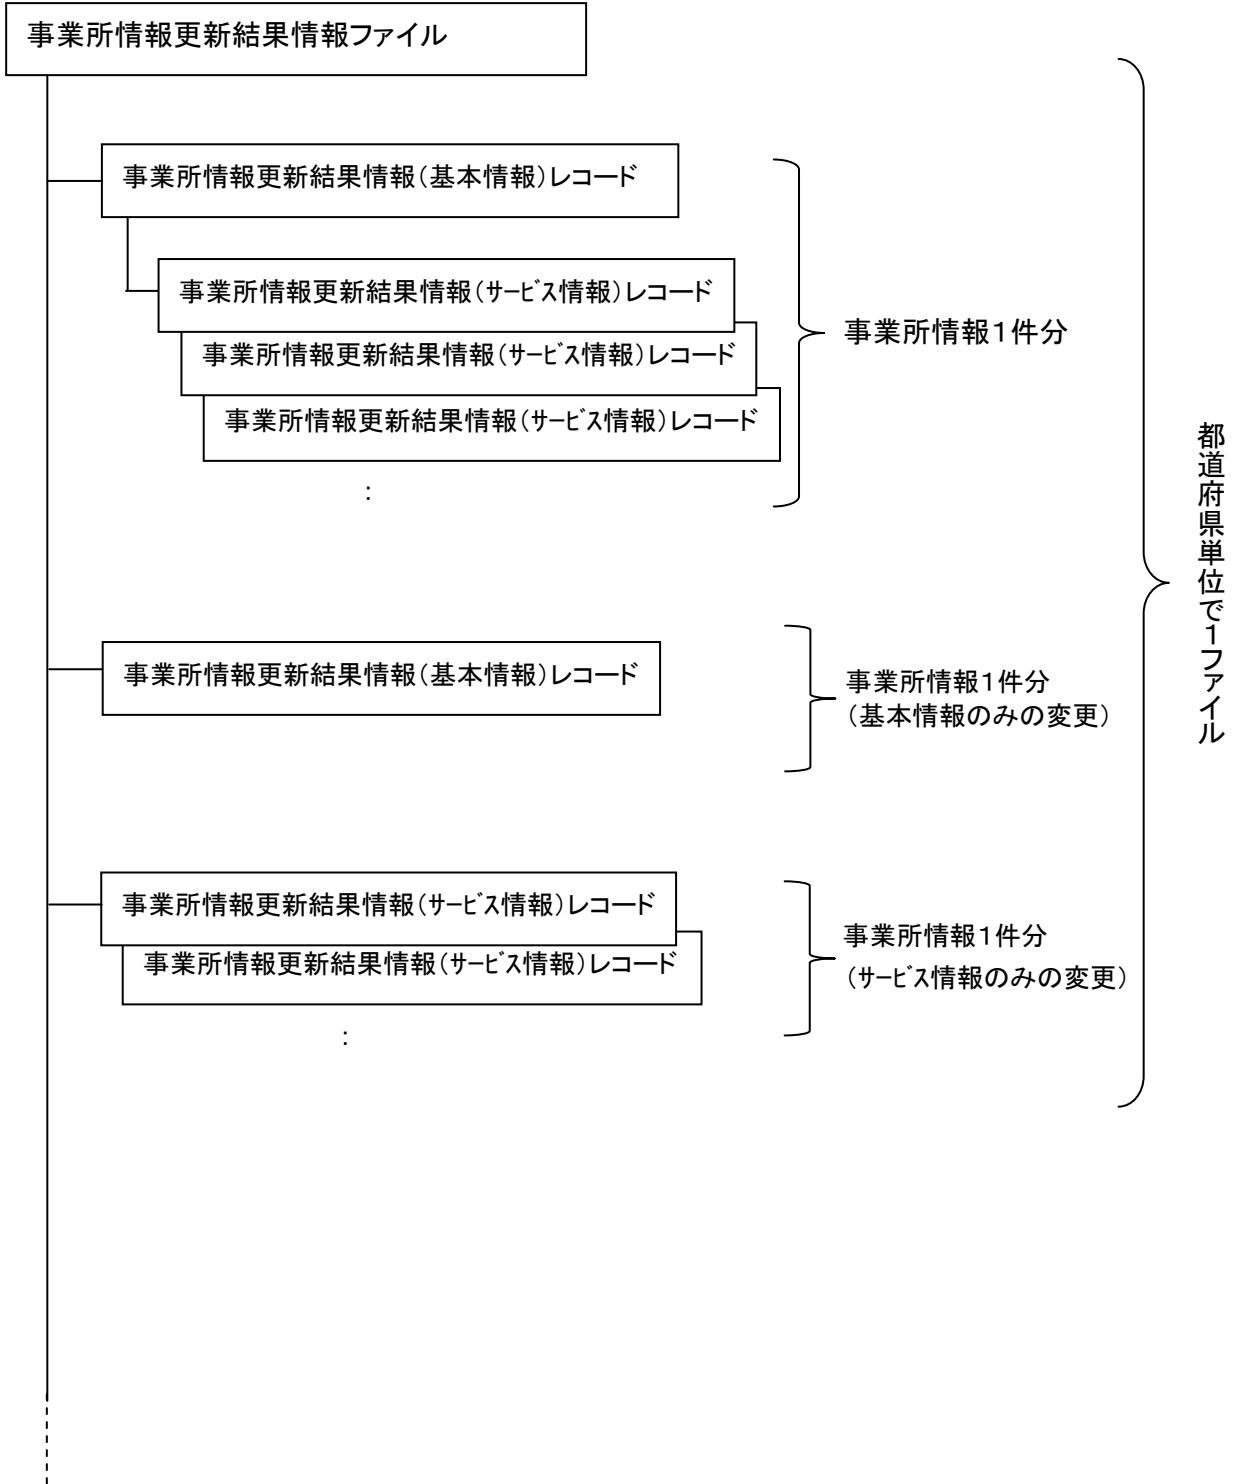 事業所情報更新結果情報ファイル
事業所情報更新結果情報（基本情報）レコード
事業所情報更新結果情報（ｻｰﾋﾞｽ情報）レコード
事業所情報更新結果情報（ｻｰﾋﾞｽ情報）レコード
事業所情報更新結果情報（ｻｰﾋﾞｽ情報）レコード
：
事業所情報１件分
事業所情報更新結果情報（基本情報）レコード
事業所情報１件分
（基本情報のみの変更）
事業所情報更新結果情報（ｻｰﾋﾞｽ情報）レコード
事業所情報更新結果情報（ｻｰﾋﾞｽ情報）レコード
：
事業所情報１件分
（ｻｰﾋﾞｽ情報のみの変更）
都道府県単位で１ファイル